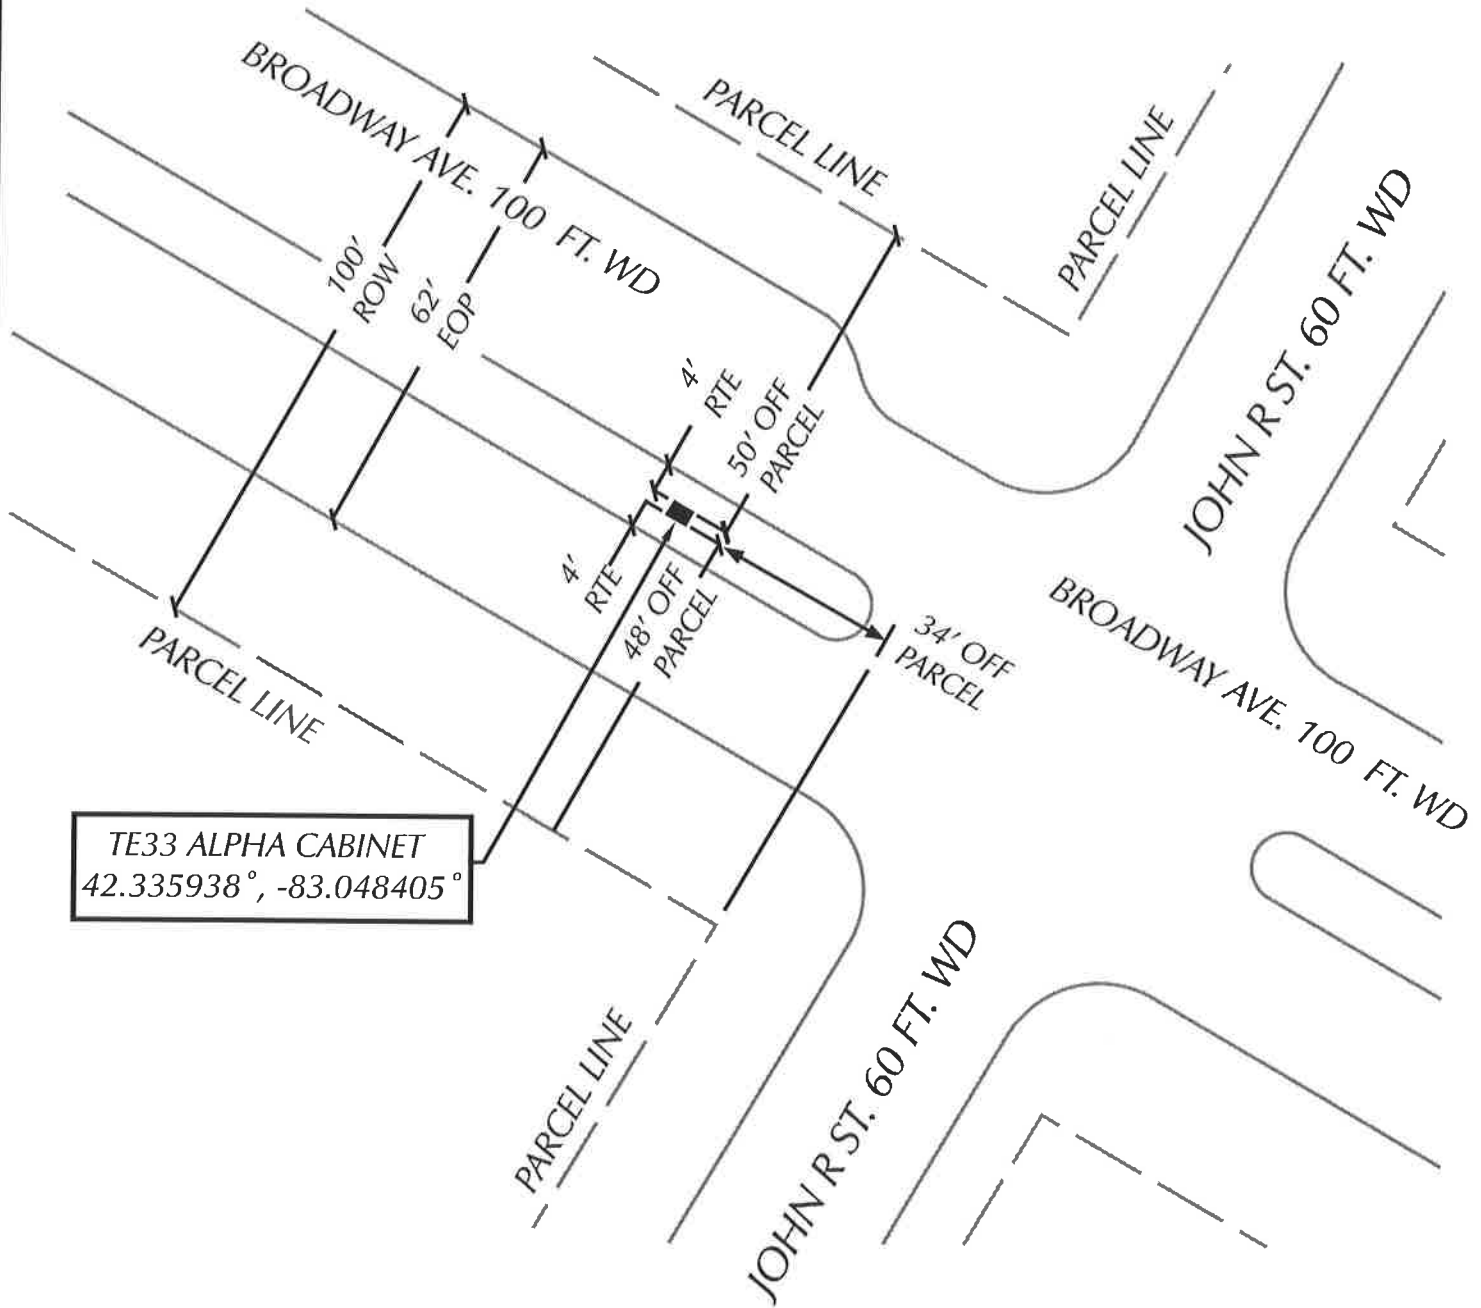 BROADWAY AVE. 100 FT. WD
PARCEL LINE
PARCEL LINE
JOHN R ST. 60 FT. WD
100'
ROW
62'
EOP
4'
RTE
50' OFF
PARCEL
4'
RTE
48' OFF
PARCEL
34' OFF
PARCEL
BROADWAY AVE. 100 FT. WD
PARCEL LINE
TE33 ALPHA CABINET
42.335938°, -83.048405°
PARCEL LINE
JOHN R ST. 60 FT. WD